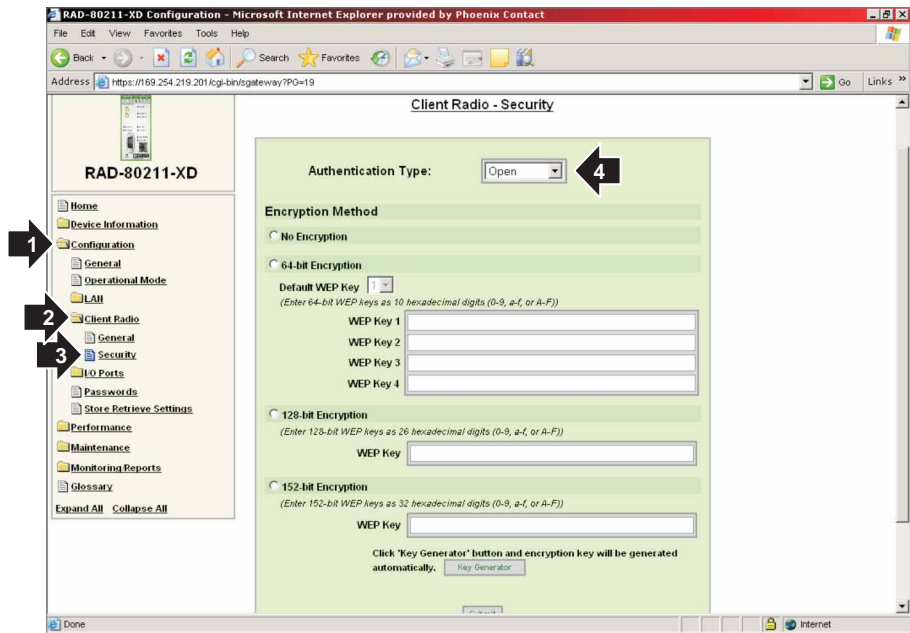 RAD-80211-XD Configuration - Microsoft Internet Explorer provided by Phoenix Contact
File Edit View Favorites Tools Help
Back Search Favorites
Address https://169.254.219.201/cgi-bin/sgateway?PG=19 Go Links »
RAD-80211-XD
Home
Device Information
1 Configuration
General
Operational Mode
LAN
2 Client Radio
General
3 Security
I/O Ports
Passwords
Store Retrieve Settings
Performance
Maintenance
Monitoring/Reports
Glossary
Expand All Collapse All
Client Radio - Security
Authentication Type: Open 4
Encryption Method
No Encryption
64-bit Encryption
Default WEP Key 1
(Enter 64-bit WEP keys as 10 hexadecimal digits (0-9, a-f, or A-F))
WEP Key 1
WEP Key 2
WEP Key 3
WEP Key 4
128-bit Encryption
(Enter 128-bit WEP keys as 26 hexadecimal digits (0-9, a-f, or A-F))
WEP Key
152-bit Encryption
(Enter 152-bit WEP keys as 32 hexadecimal digits (0-9, a-f, or A-F))
WEP Key
Click 'Key Generator' button and encryption key will be generated
automatically. Key Generator
Done Internet